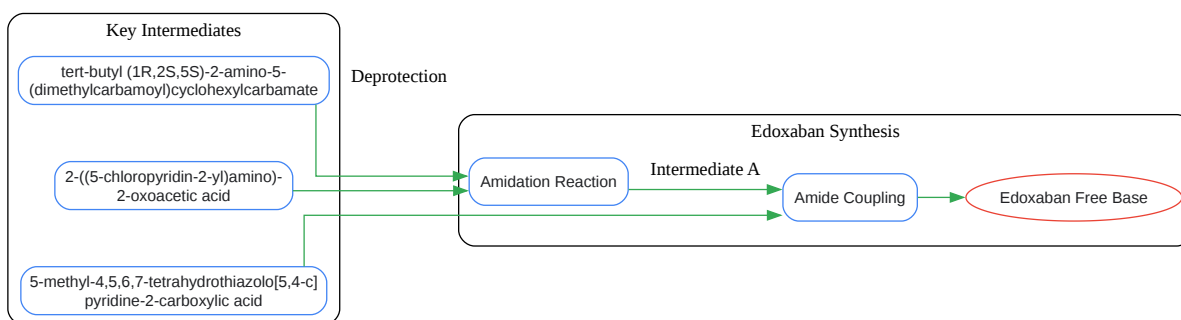 Key Intermediates
tert-butyl (1R,2S,5S)-2-amino-5-
(dimethylcarbamoyl)cyclohexylcarbamate
Deprotection
2-((5-chloropyridin-2-yl)amino)-
2-oxoacetic acid
5-methyl-4,5,6,7-tetrahydrothiazolo[5,4-c]
pyridine-2-carboxylic acid
Edoxaban Synthesis
Amidation Reaction
Intermediate A
Amide Coupling
Edoxaban Free Base